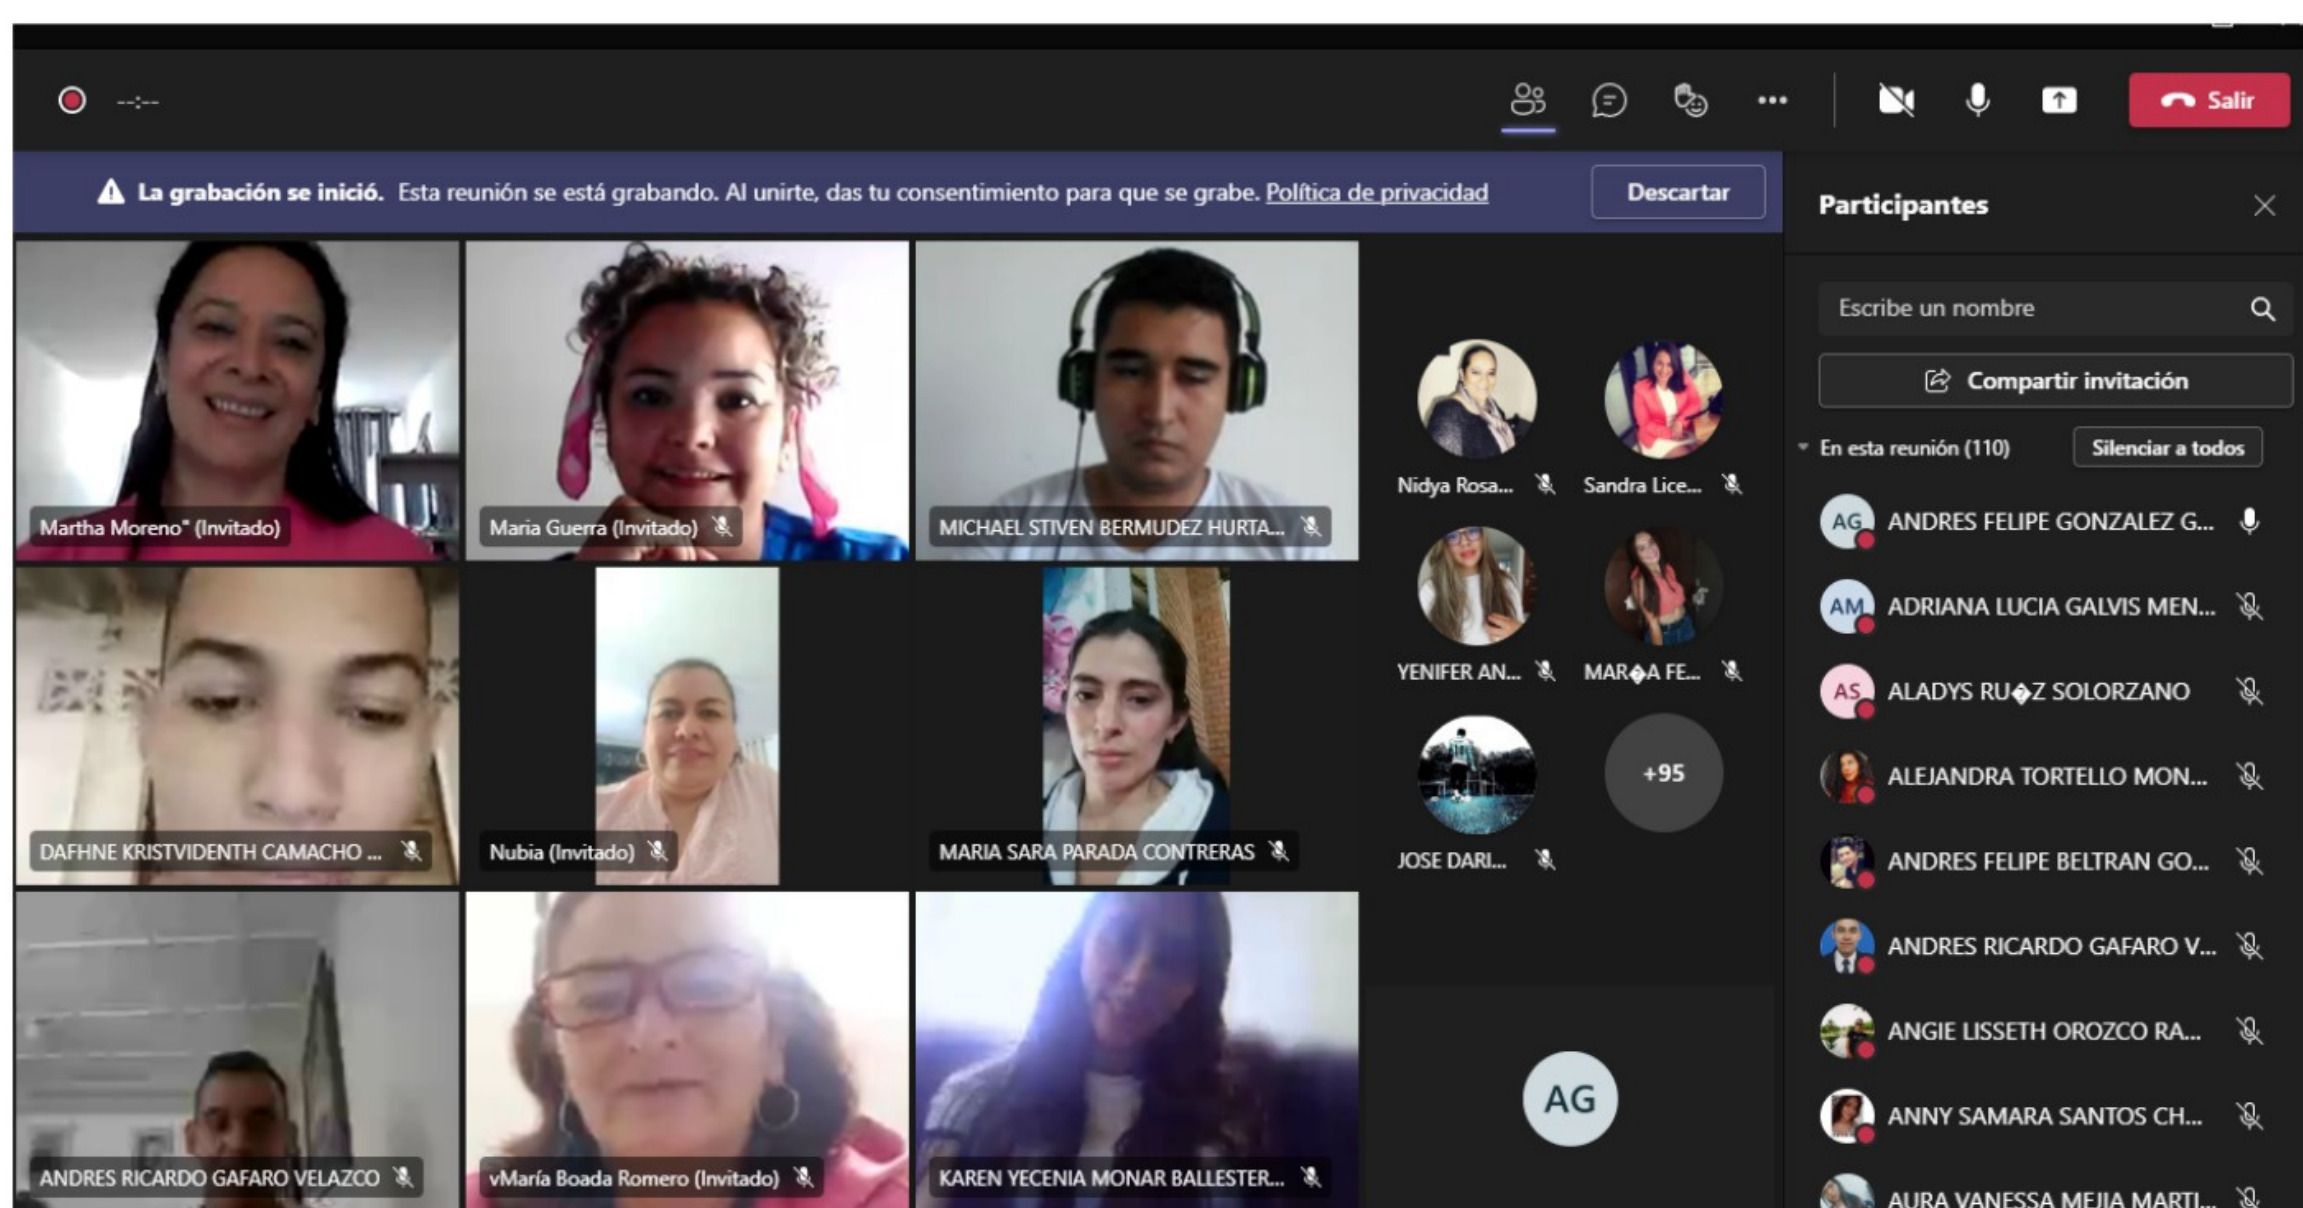 --:--
Salir
La grabación se inició. Esta reunión se está grabando. Al unirte, das tu consentimiento para que se grabe. Política de privacidad
Descartar
Martha Moreno" (Invitado)
Maria Guerra (Invitado)
MICHAEL STIVEN BERMUDEZ HURTA...
DAFHNE KRISTVIDENTH CAMACHO ...
Nubia (Invitado)
MARIA SARA PARADA CONTRERAS
ANDRES RICARDO GAFARO VELAZCO
vMaría Boada Romero (Invitado)
KAREN YECENIA MONAR BALLESTER...
Nidya Rosa...
Sandra Lice...
YENIFER AN...
MAR�A FE...
JOSE DARI...
+95
AG
Participantes
Escribe un nombre
Compartir invitación
En esta reunión (110)
Silenciar a todos
AG ANDRES FELIPE GONZALEZ G...
AM ADRIANA LUCIA GALVIS MEN...
AS ALADYS RU�Z SOLORZANO
ALEJANDRA TORTELLO MON...
ANDRES FELIPE BELTRAN GO...
ANDRES RICARDO GAFARO V...
ANGIE LISSETH OROZCO RA...
ANNY SAMARA SANTOS CH...
AURA VANESSA MEJIA MARTI...